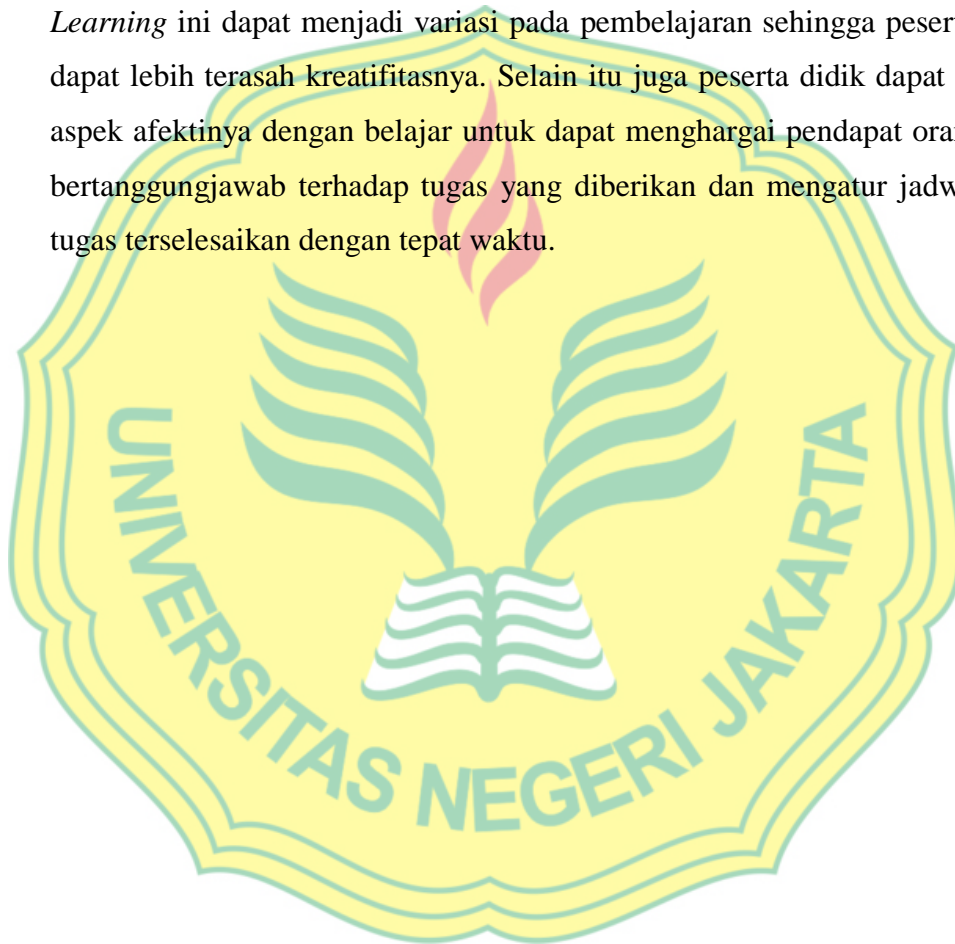 Learning ini dapat menjadi variasi pada pembelajaran sehingga pesert
dapat lebih terasah kreatifitasnya. Selain itu juga peserta didik dapat
aspek afektinya dengan belajar untuk dapat menghargai pendapat orar
bertanggungjawab terhadap tugas yang diberikan dan mengatur jadw
tugas terselesaikan dengan tepat waktu.
UNIVERSITAS NEGERI JAKARTA